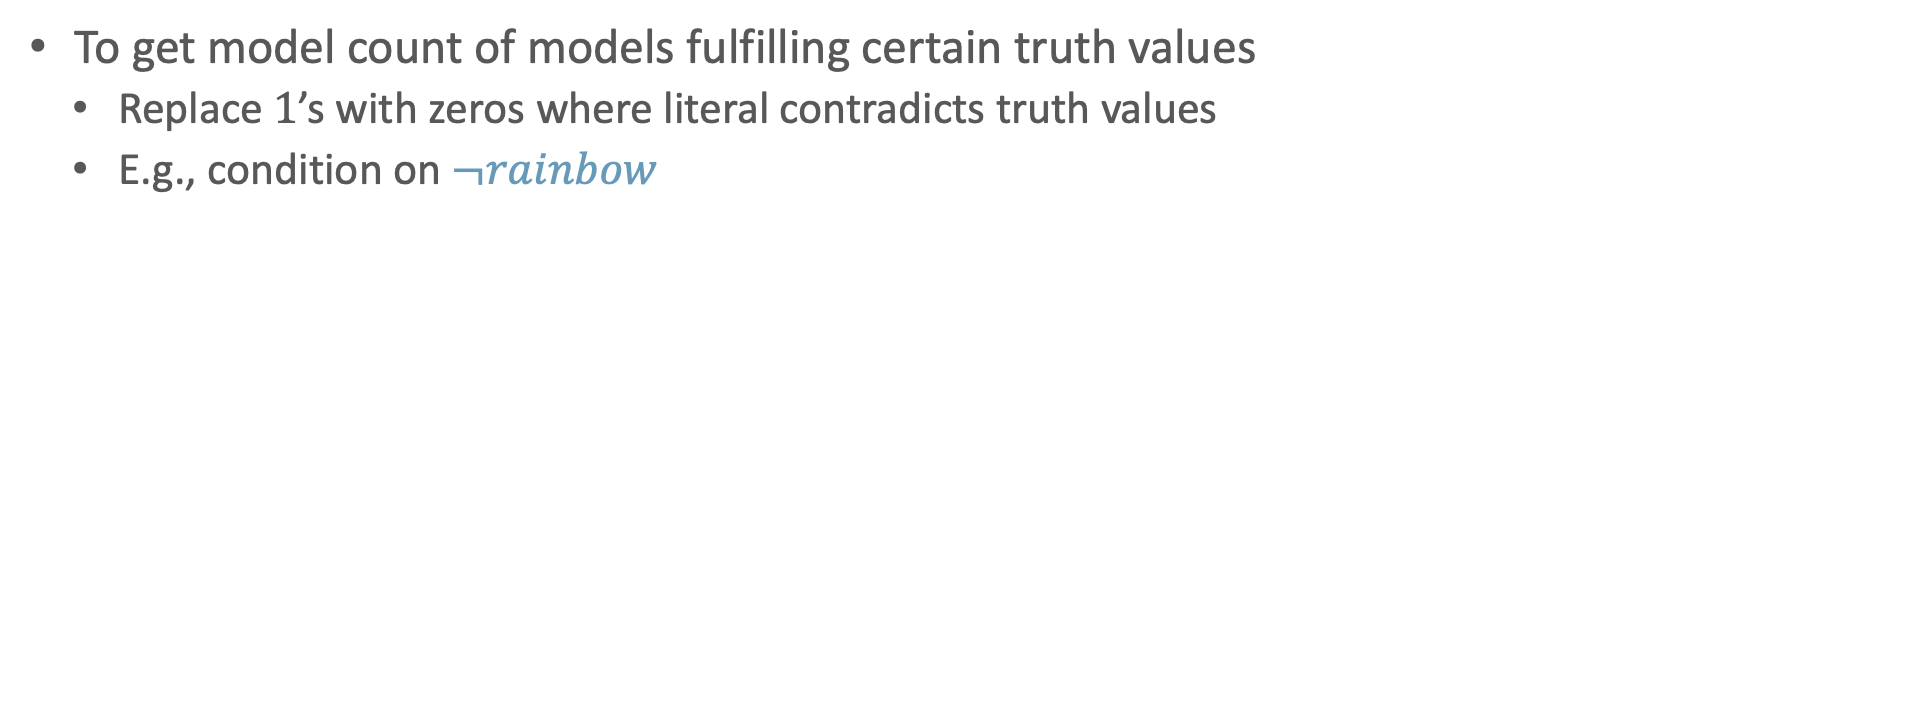 • To get model count of models fulfilling certain truth values
• Replace 1’s with zeros where literal contradicts truth values
• E.g., condition on ¬rainbow